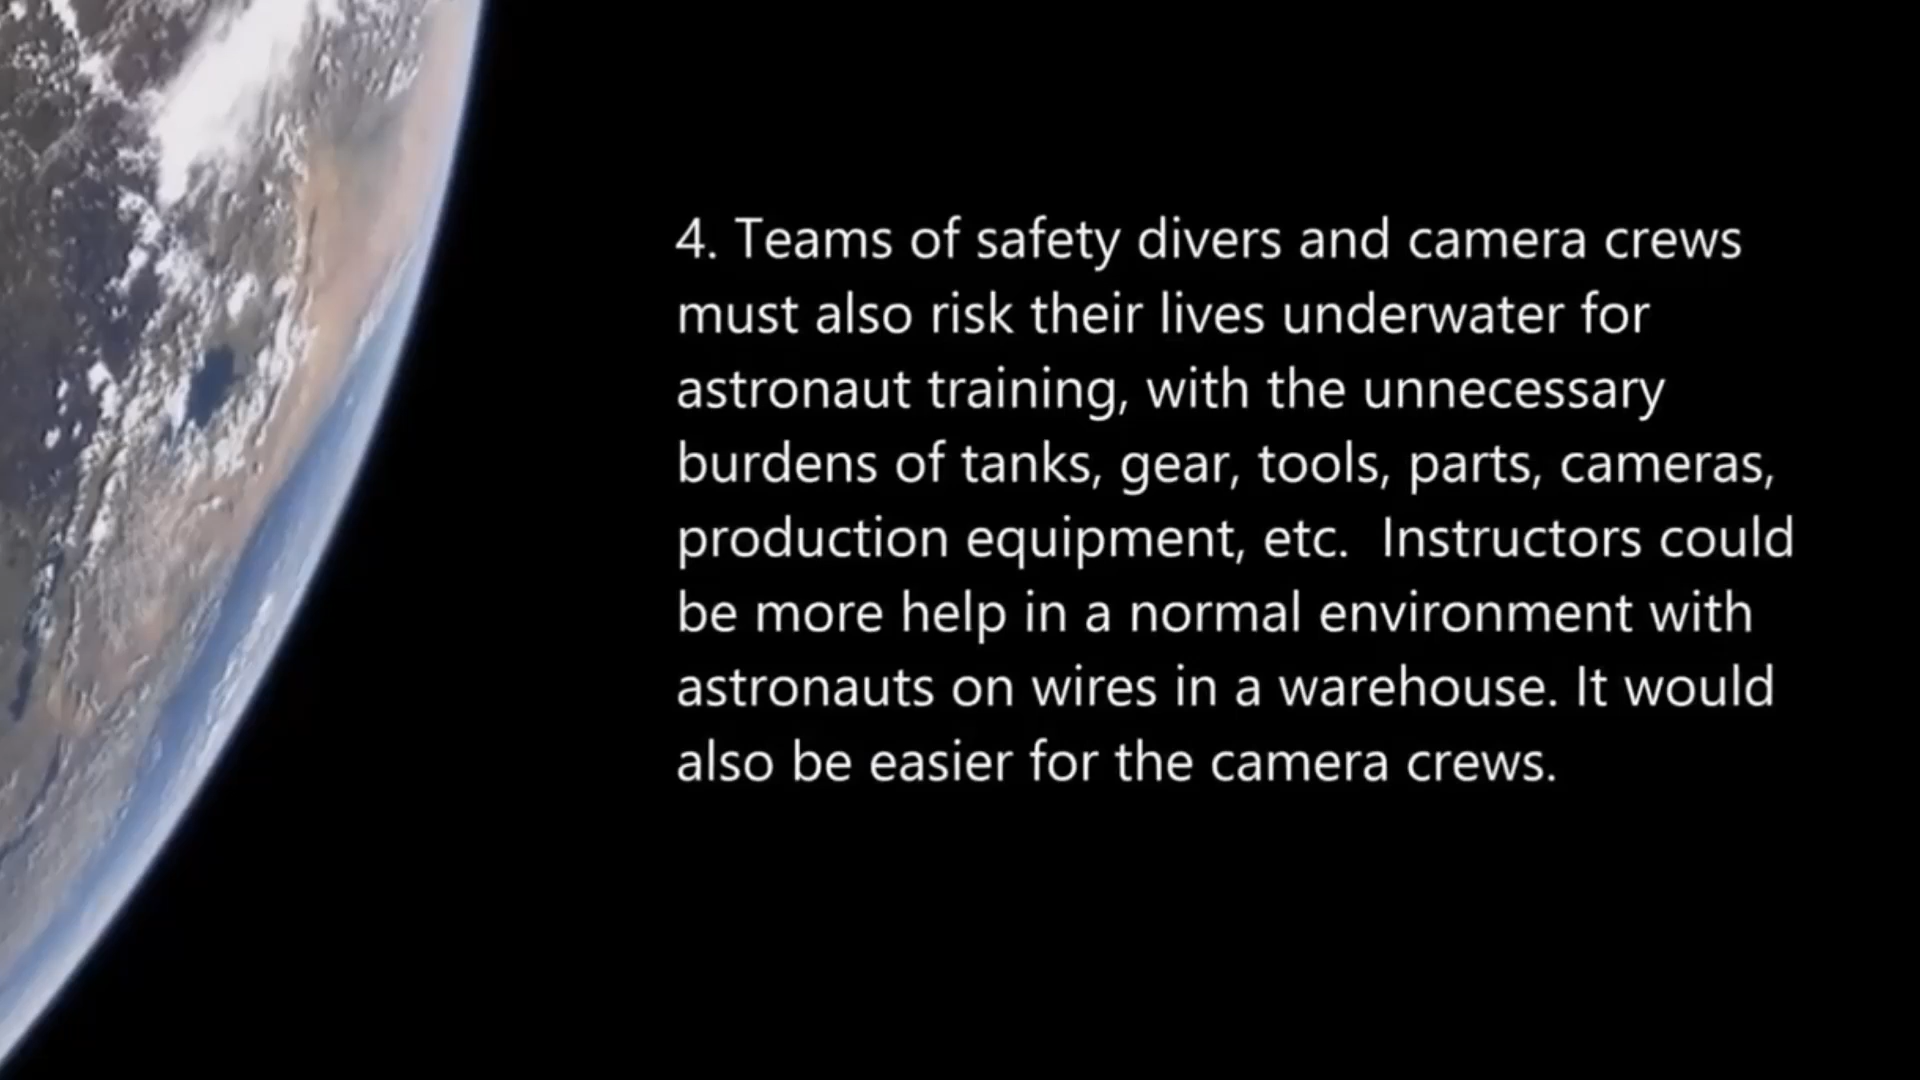 4. Teams of safety divers and camera crews
must also risk their lives underwater for
astronaut training, with the unnecessary
burdens of tanks, gear, tools, parts, cameras,
production equipment, etc.  Instructors could
be more help in a normal environment with
astronauts on wires in a warehouse. It would
also be easier for the camera crews.